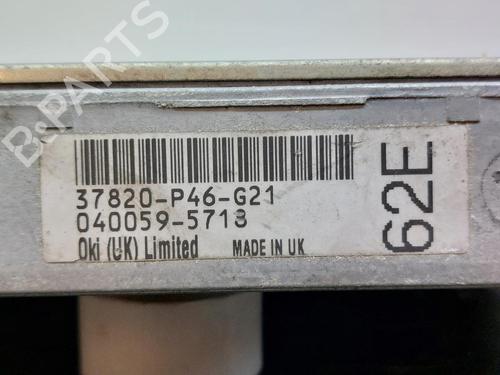 B-PARTS
37820-P46-G21
040059-5713
Oki (UK) Limited MADE IN UK
62E